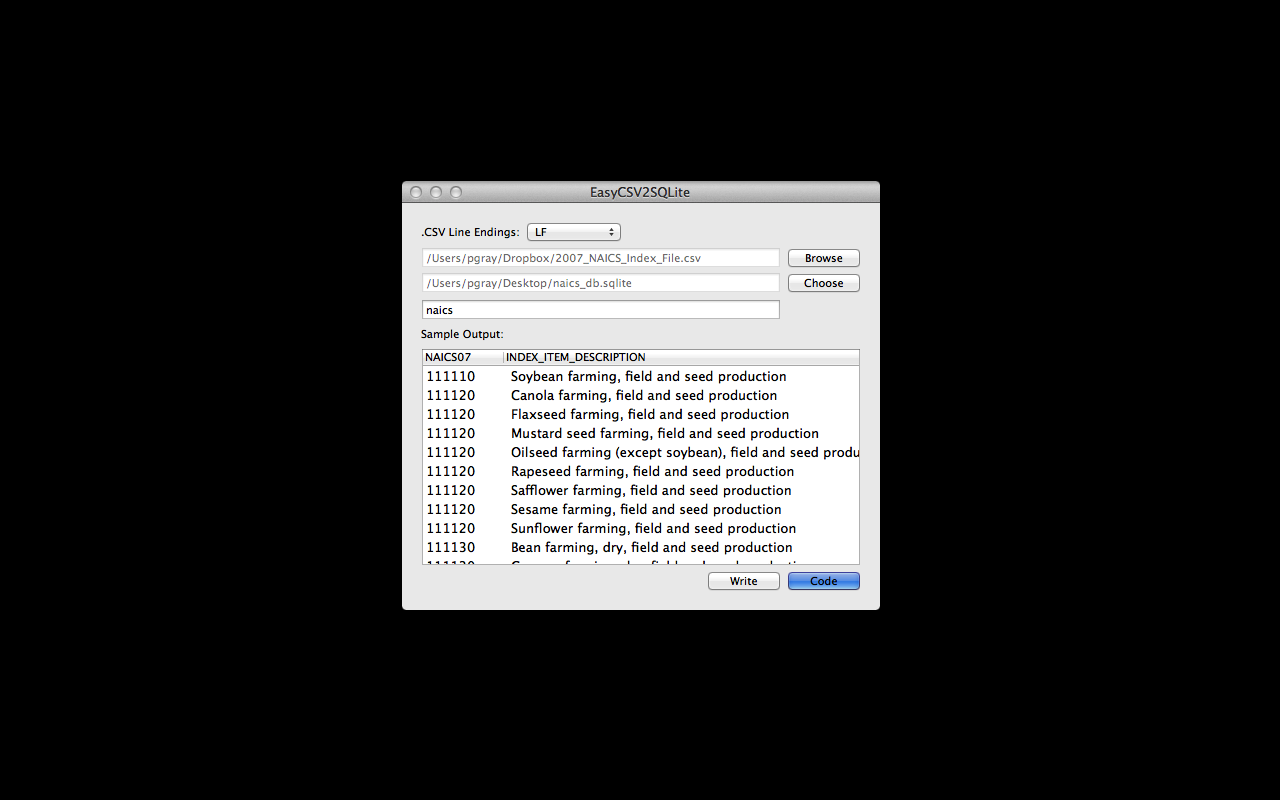 EasyCSV2SQLite
.CSV Line Endings: LF
/Users/pgray/Dropbox/2007_NAICS_Index_File.csv Browse
/Users/pgray/Desktop/naics_db.sqlite Choose
naics
Sample Output:
NAICS07 INDEX_ITEM_DESCRIPTION
111110 Soybean farming, field and seed production
111120 Canola farming, field and seed production
111120 Flaxseed farming, field and seed production
111120 Mustard seed farming, field and seed production
111120 Oilseed farming (except soybean), field and seed produ
111120 Rapeseed farming, field and seed production
111120 Safflower farming, field and seed production
111120 Sesame farming, field and seed production
111120 Sunflower farming, field and seed production
111130 Bean farming, dry, field and seed production
Write Code